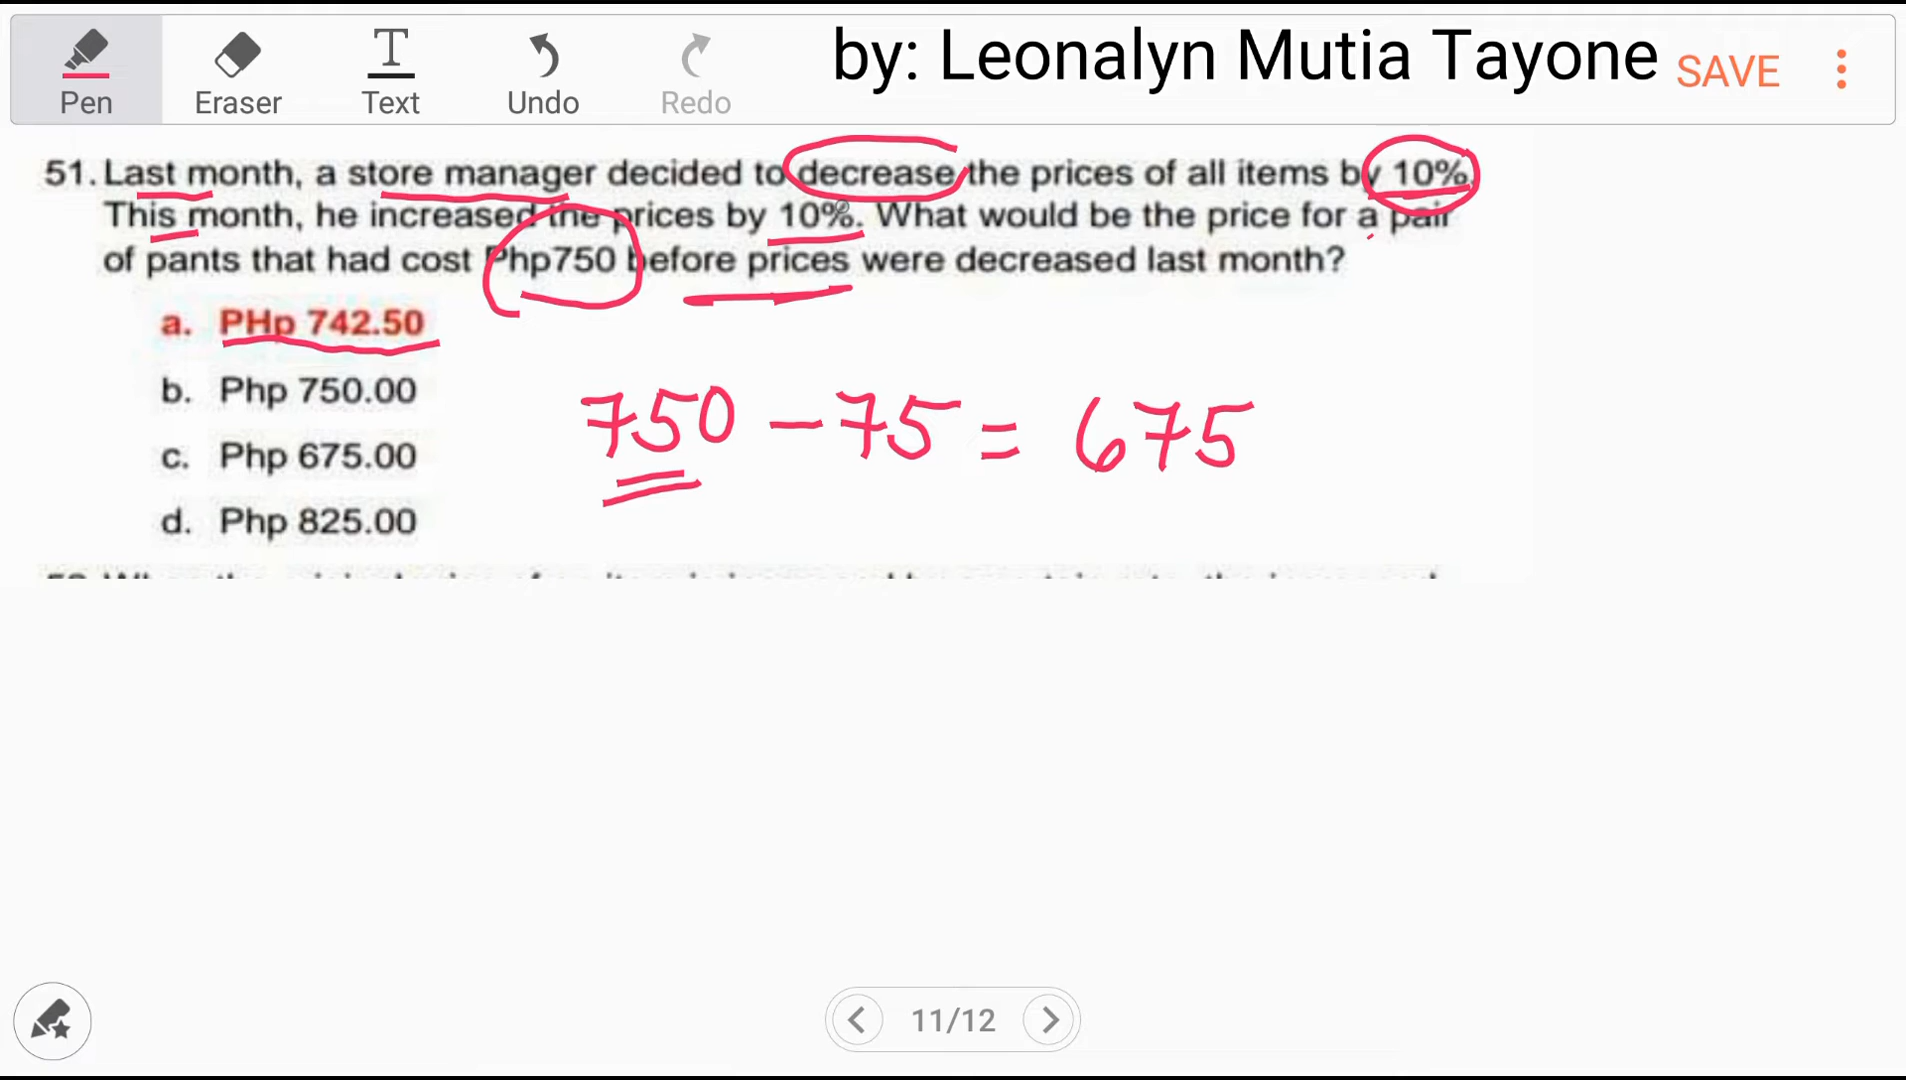 by: Leonalyn Mutia Tayone
SAVE
Pen
Eraser
Text
Undo
Redo
51. Last month, a store manager decided to decrease the prices of all items by 10%.
This month, he increased the prices by 10%. What would be the price for a pair
of pants that had cost Php750 before prices were decreased last month?
a. PHp 742.50
b. Php 750.00
c. Php 675.00
d. Php 825.00
750 - 75 = 675
11/12